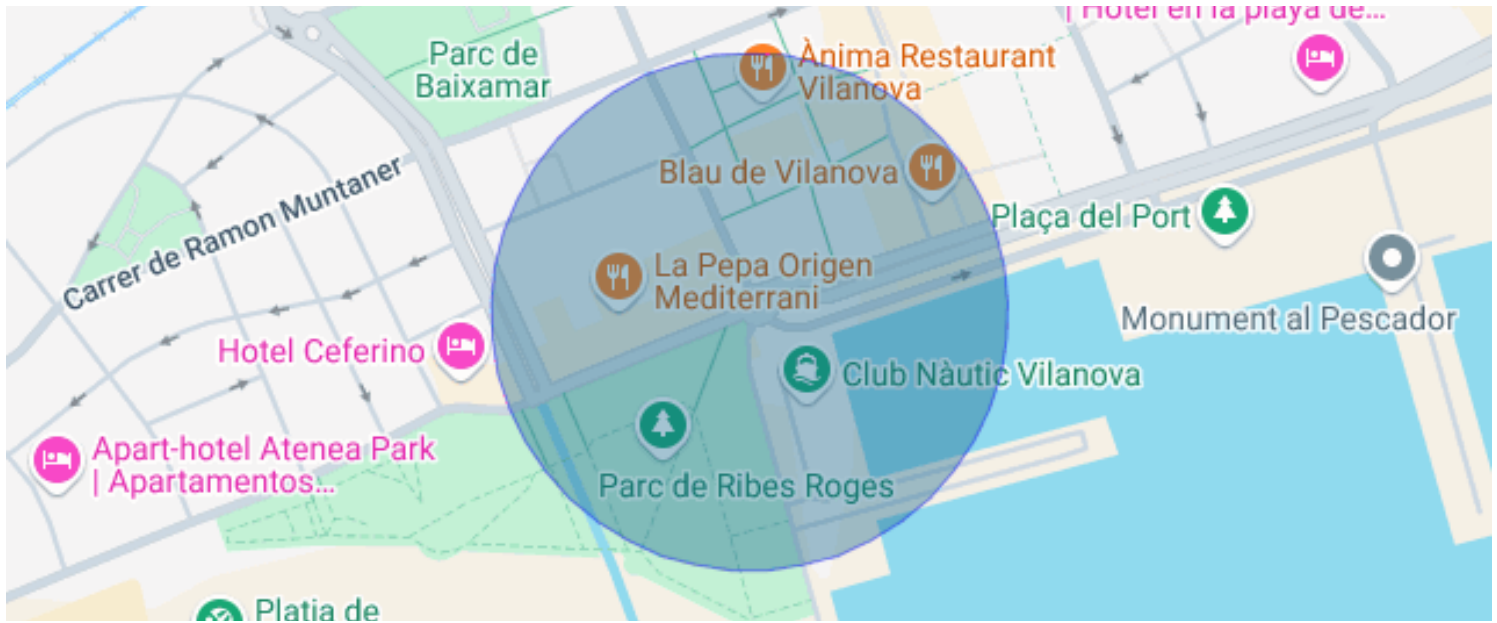 | Hotel en la playa de...
Parc de
Baixamar
Ànima Restaurant
Vilanova
Blau de Vilanova
Carrer de Ramon Muntaner
Plaça del Port
La Pepa Origen
Mediterrani
Monument al Pescador
Hotel Ceferino
Club Nàutic Vilanova
Apart-hotel Atenea Park
| Apartamentos...
Parc de Ribes Roges
Platja de